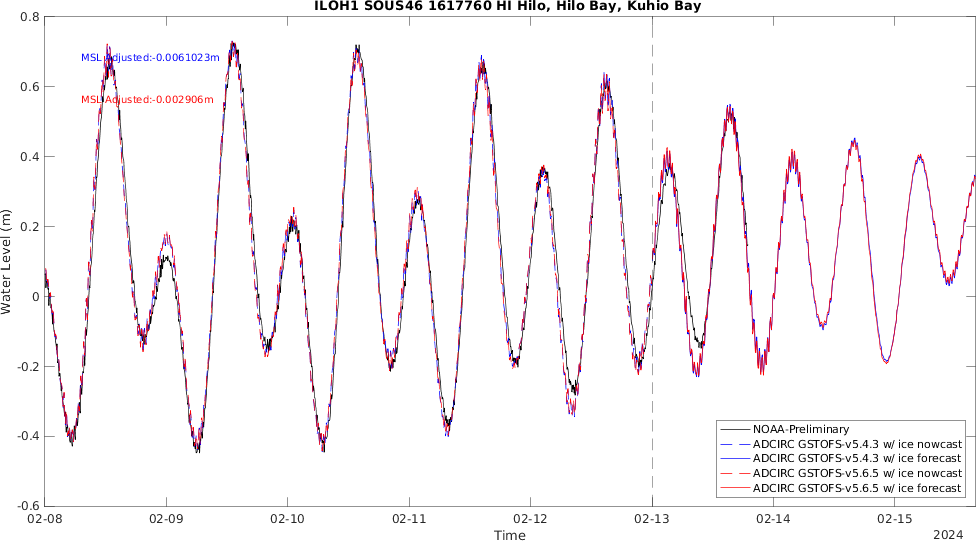 ILOH1 SOUS46 1617760 HI Hilo, Hilo Bay, Kuhio Bay
0.8
MSL Adjusted:-0.0061023m
0.6
MSL Adjusted:-0.002906m
0.4
0.2
0
-0.2
-0.4
-0.6
Water Level (m)
NOAA-Preliminary
ADCIRC GSTOFS-v5.4.3 w/ ice nowcast
ADCIRC GSTOFS-v5.4.3 w/ ice forecast
ADCIRC GSTOFS-v5.6.5 w/ ice nowcast
ADCIRC GSTOFS-v5.6.5 w/ ice forecast
02-08 02-09 02-10 02-11 02-12 02-13 02-14 02-15
Time
2024